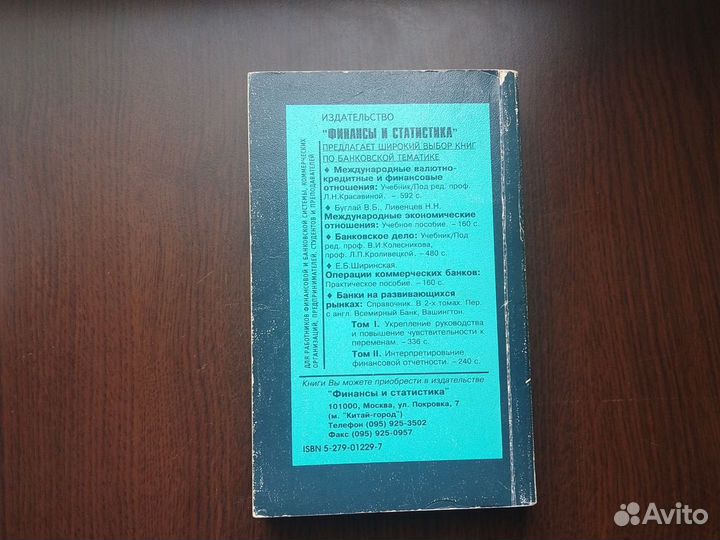 ИЗДАТЕЛЬСТВО
"ФИНАНСЫ И СТАТИСТИКА"
ПРЕДЛАГАЕТ ШИРОКИЙ ВЫБОР КНИГ
ПО БАНКОВСКОЙ ТЕМАТИКЕ
♦ Международные валютно-
кредитные и финансовые
отношения: Учебник/Под ред. проф.
Л.Н.Красавиной. – 592 с.
♦ Буглай В.Б., Ливенцев Н.Н.
Международные экономические
отношения: Учебное пособие. – 160 с.
♦ Банковское дело: Учебник/Под
ред. проф. В.И.Колесникова,
проф. Л.П.Кроливецкой. – 480 с.
♦ Е.Б.Ширинская.
Операции коммерческих банков:
Практическое пособие. – 160 с.
♦ Банки на развивающихся
рынках: Справочник. В 2-х томах. Пер.
с англ. Всемирный Банк, Вашингтон.
Том I. Укрепление руководства
и повышение чувствительности к
переменам. – 336 с.
Том II. Интерпретирование
финансовой отчетности. – 240 с.
ДЛЯ РАБОТНИКОВ ФИНАНСОВОЙ И БАНКОВСКОЙ СИСТЕМЫ, КОММЕРЧЕСКИХ
ОРГАНИЗАЦИЙ, ПРЕДПРИНИМАТЕЛЕЙ, СТУДЕНТОВ И ПРЕПОДАВАТЕЛЕЙ
Книги Вы можете приобрести в издательстве
"Финансы и статистика"
101000, Москва, ул. Покровка, 7
(м. "Китай-город")
Телефон (095) 925-3502
Факс (095) 925-0957
ISBN 5-279-01229-7
Avito